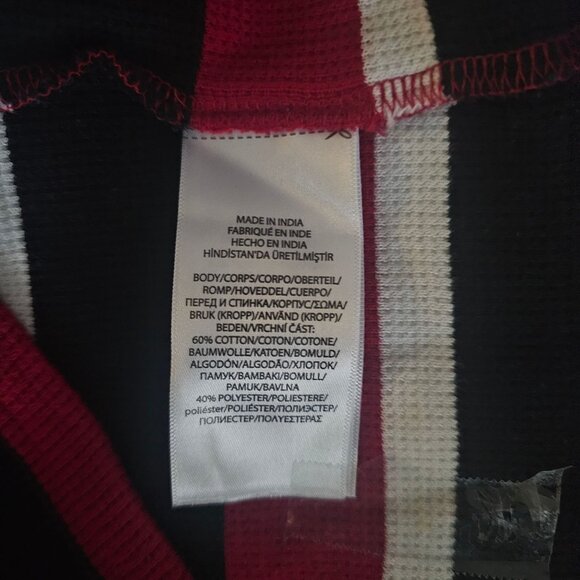 MADE IN INDIA
FABRIQUÉ EN INDE
HECHO EN INDIA
HİNDİSTAN'DA ÜRETİLMİŞTİR
BODY/CORPS/CORPO/OBERTEIL/
ROMP/HOVEDDEL/CUERPO/
ПЕРЕД И СПИНКА/КОРПУС/ΣΩΜΑ/
BRUK (KROPP)/ANVÄND (KROPP)/
BEDEN/VRCHNÍ ČÁST:
60% COTTON/COTON/COTONE/
BAUMWOLLE/KATOEN/BOMULD/
ALGODÓN/ALGODÃO/ХЛОПОК/
ПАМУК/ΒΑΜΒΑΚΙ/BOMULL/
PAMUK/BAVLNA
40% POLYESTER/POLIESTERE/
poliéster/POLIÉSTER/ПОЛИЭСТЕР/
ПОЛИЕСТЕР/ΠΟΛΥΕΣΤΕΡΑΣ